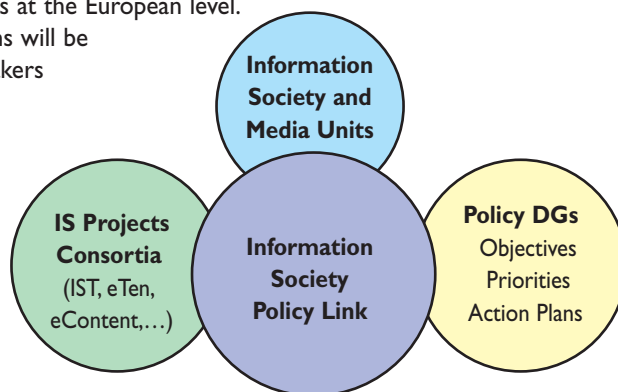 s at the European level.
ns will be
kers
Information
Society and
Media Units
IS Projects
Consortia
(IST, eTen,
eContent,...)
Information
Society
Policy Link
Policy DGs
Objectives
Priorities
Action Plans